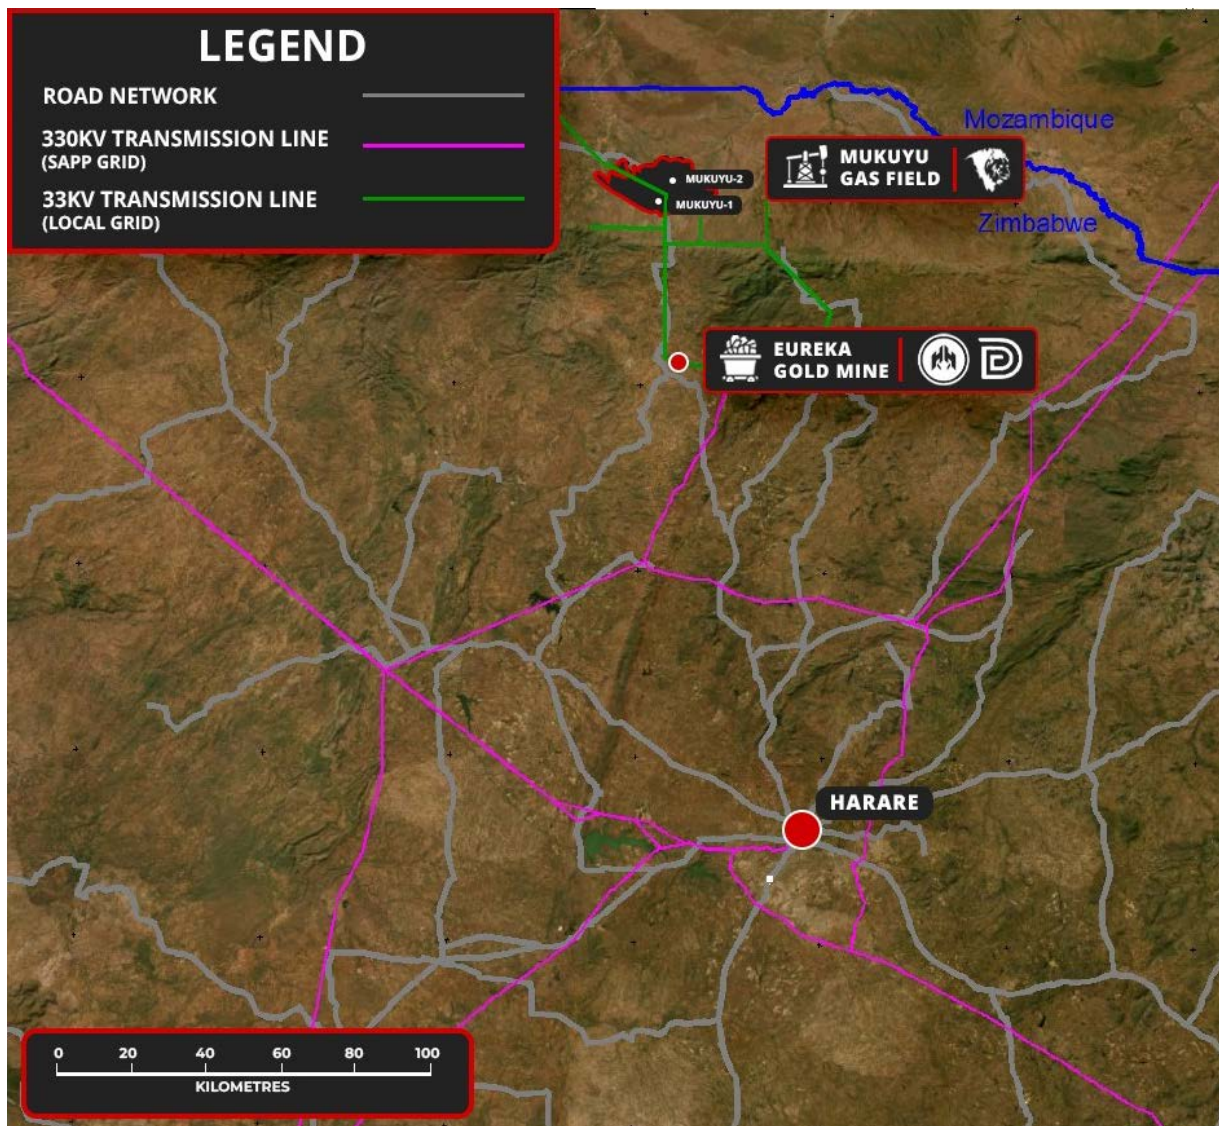 LEGEND
ROAD NETWORK
330KV TRANSMISSION LINE
(SAPP GRID)
33KV TRANSMISSION LINE
(LOCAL GRID)
Mozambique
MUKUYU
GAS FIELD
MUKUYU-2
MUKUYU-1
Zimbabwe
EUREKA
GOLD MINE
HARARE
0 20 40 60 80 100
KILOMETRES